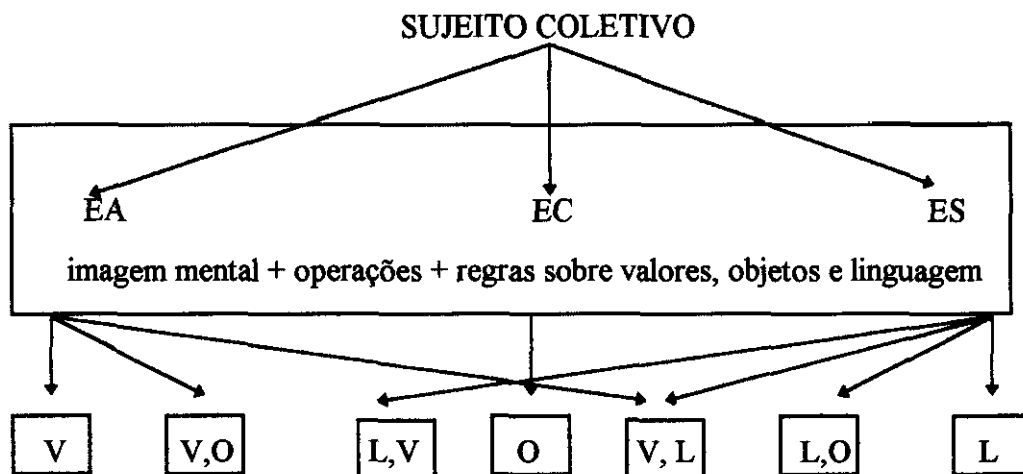 SUJEITO COLETIVO
EA EC ES
imagem mental + operações + regras sobre valores, objetos e linguagem
V V,O L,V O V, L L,O L